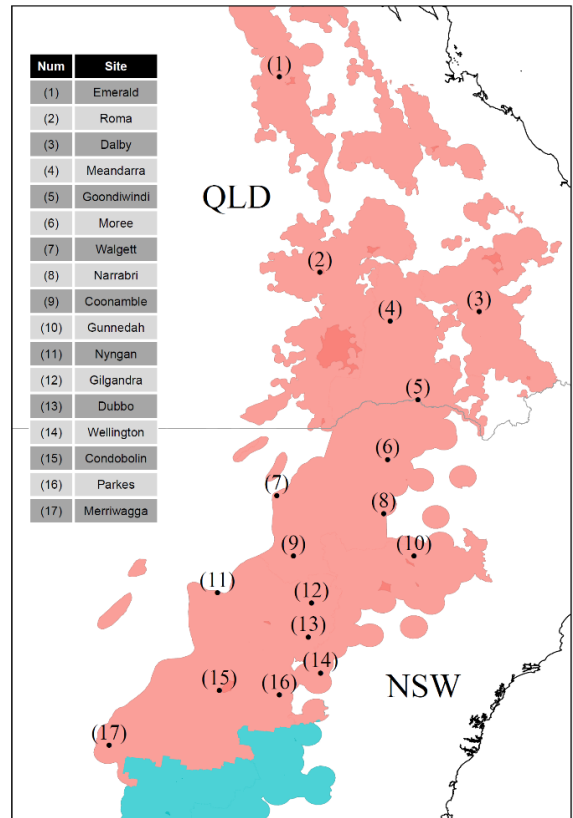 Num Site
(1) Emerald
(2) Roma
(3) Dalby
(4) Meandarra
(5) Goondiwindi
(6) Moree
(7) Walgett
(8) Narrabri
(9) Coonamble
(10) Gunnedah
(11) Nyngan
(12) Gilgandra
(13) Dubbo
(14) Wellington
(15) Condobolin
(16) Parkes
(17) Merriwagga
(1)
QLD
(2)
(3)
(4)
(5)
(6)
(7)
(8)
(9)
(10)
(11)
(12)
(13)
(14)
NSW
(15)
(16)
(17)